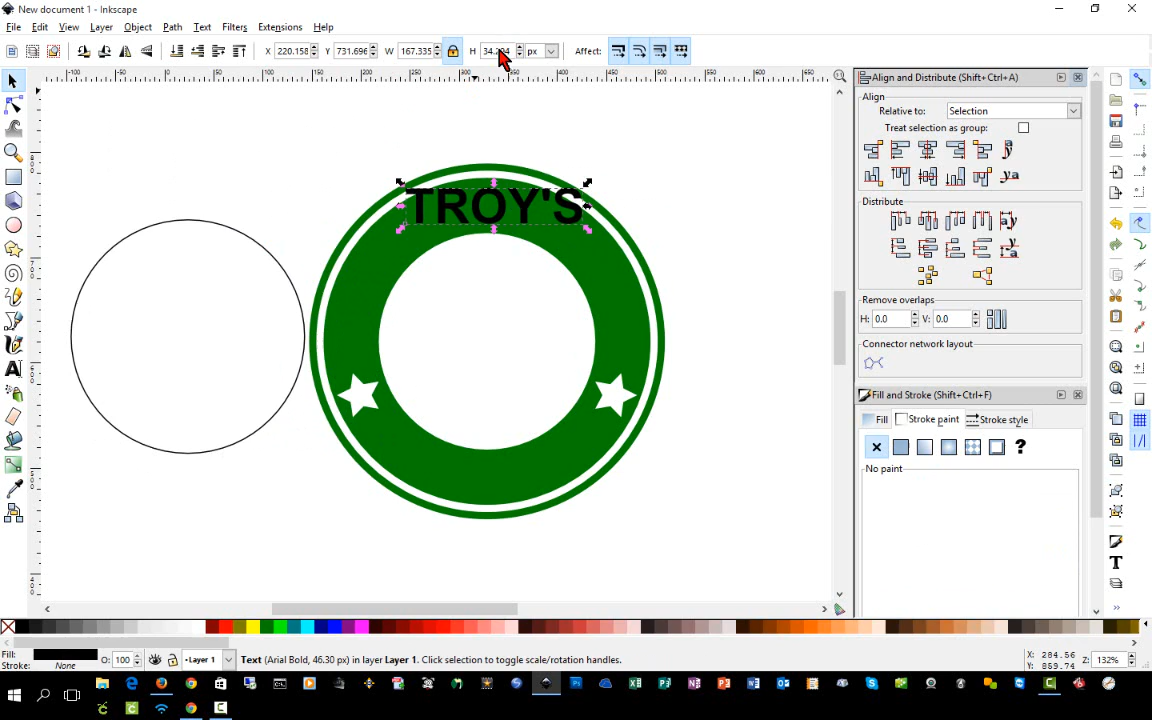 New document 1 - Inkscape
File Edit View Layer Object Path Text Filters Extensions Help
X 220.158 Y 731.696 W 167.335 H px Affect:
Align and Distribute (Shift+Ctrl+A)
Align
Relative to: Selection
Treat selection as group:
Distribute
Remove overlaps
H: 0.0 V: 0.0
Connector network layout
Fill and Stroke (Shift+Ctrl+F)
Fill Stroke paint Stroke style
No paint
TROY'S
Fill:
Stroke: None
O: 100
Layer 1
Text (Arial Bold, 46.30 px) in layer Layer 1. Click selection to toggle scale/rotation handles.
X: 284.56
Y: 859.74
Z: 132%